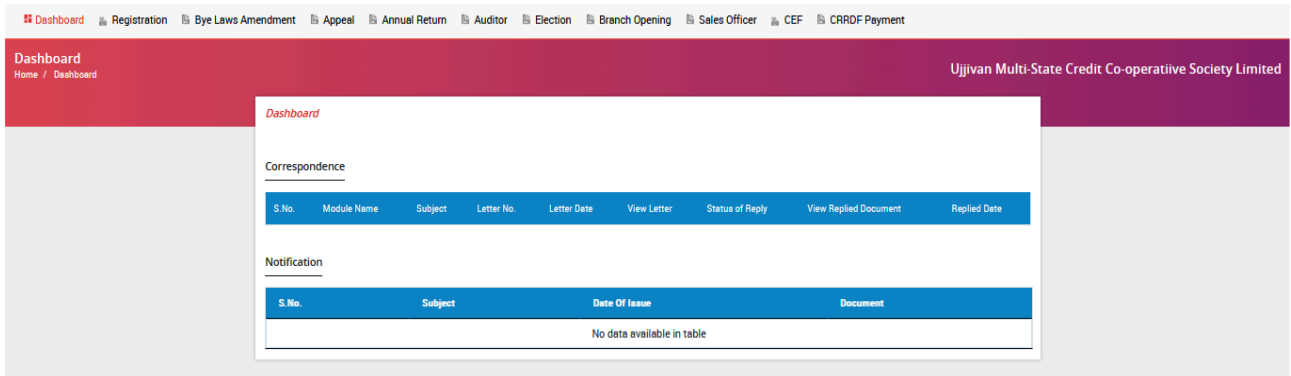 Dashboard Registration Bye Laws Amendment Appeal Annual Return Auditor Election Branch Opening Sales Officer CEF CRRDF Payment
Dashboard
Home / Dashboard
Ujjivan Multi-State Credit Co-operatiive Society Limited
Dashboard
Correspondence
S.No. Module Name Subject Letter No. Letter Date View Letter Status of Reply View Replied Document Replied Date
Notification
S.No. Subject Date Of Issue Document
No data available in table